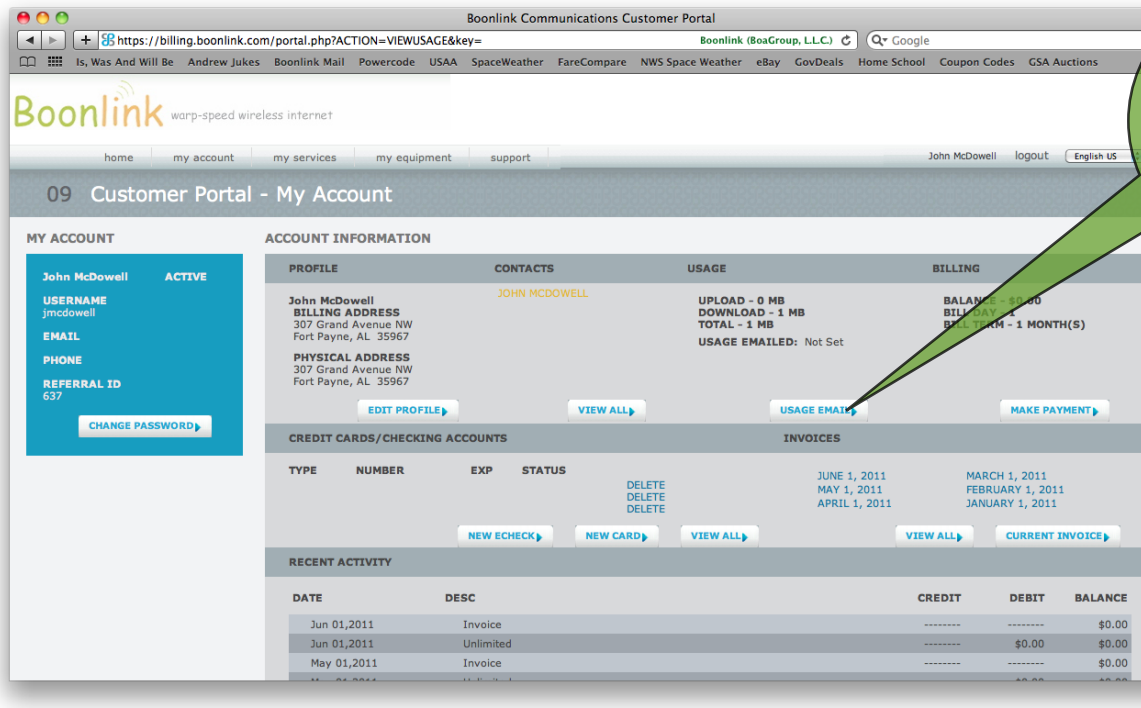 Boonlink Communications Customer Portal
https://billing.boonlink.com/portal.php?ACTION=VIEWUSAGE&key= Boonlink (BoaGroup, L.L.C.) Google
Is, Was And Will Be Andrew Jukes Boonlink Mail Powercode USAA SpaceWeather FareCompare NWS Space Weather eBay GovDeals Home School Coupon Codes GSA Auctions
Boonlink warp-speed wireless internet
home my account my services my equipment support John McDowell logout English US
09 Customer Portal - My Account
MY ACCOUNT
John McDowell ACTIVE
USERNAME
jmcdowell
EMAIL
PHONE
REFERRAL ID
637
CHANGE PASSWORD
ACCOUNT INFORMATION
PROFILE CONTACTS USAGE BILLING
John McDowell
BILLING ADDRESS
307 Grand Avenue NW
Fort Payne, AL 35967
PHYSICAL ADDRESS
307 Grand Avenue NW
Fort Payne, AL 35967
EDIT PROFILE
JOHN MCDOWELL
VIEW ALL
UPLOAD - 0 MB
DOWNLOAD - 1 MB
TOTAL - 1 MB
USAGE EMAILED: Not Set
USAGE EMAIL
BALANCE - $0.00
BILL DAY - 1
BILL TERM - 1 MONTH(S)
MAKE PAYMENT
CREDIT CARDS/CHECKING ACCOUNTS INVOICES
TYPE NUMBER EXP STATUS
DELETE
DELETE
DELETE
NEW ECHECK NEW CARD VIEW ALL
JUNE 1, 2011 MARCH 1, 2011
MAY 1, 2011 FEBRUARY 1, 2011
APRIL 1, 2011 JANUARY 1, 2011
VIEW ALL CURRENT INVOICE
RECENT ACTIVITY
DATE DESC CREDIT DEBIT BALANCE
Jun 01,2011 Invoice -------- -------- $0.00
Jun 01,2011 Unlimited -------- $0.00 $0.00
May 01,2011 Invoice -------- -------- $0.00